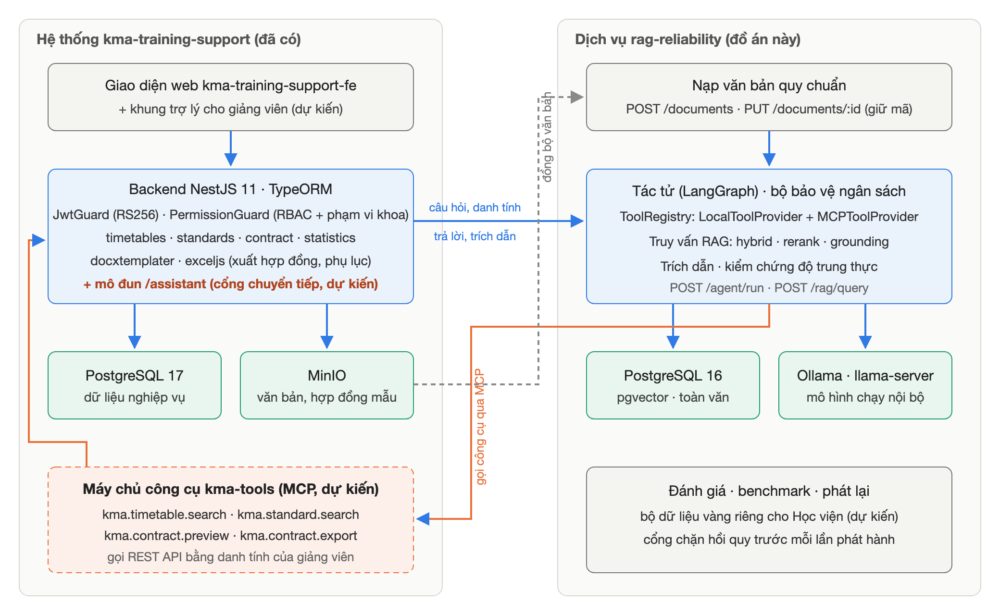 Hệ thống kma-training-support (đã có)
Giao diện web kma-training-support-fe
+ khung trợ lý cho giảng viên (dự kiến)
Backend NestJS 11 · TypeORM
JwtGuard (RS256) · PermissionGuard (RBAC + phạm vi khoa)
timetables · standards · contract · statistics
docxtemplater · exceljs (xuất hợp đồng, phụ lục)
+ mô đun /assistant (cổng chuyển tiếp, dự kiến)
PostgreSQL 17
dữ liệu nghiệp vụ
MinIO
văn bản, hợp đồng mẫu
Máy chủ công cụ kma-tools (MCP, dự kiến)
kma.timetable.search · kma.standard.search
kma.contract.preview · kma.contract.export
gọi REST API bằng danh tính của giảng viên
câu hỏi, danh tính
trả lời, trích dẫn
đồng bộ văn bản
gọi công cụ qua MCP
Dịch vụ rag-reliability (đồ án này)
Nạp văn bản quy chuẩn
POST /documents · PUT /documents/:id (giữ mã)
Tác tử (LangGraph) · bộ bảo vệ ngân sách
ToolRegistry: LocalToolProvider + MCPToolProvider
Truy vấn RAG: hybrid · rerank · grounding
Trích dẫn · kiểm chứng độ trung thực
POST /agent/run · POST /rag/query
PostgreSQL 16
pgvector · toàn văn
Ollama · llama-server
mô hình chạy nội bộ
Đánh giá · benchmark · phát lại
bộ dữ liệu vàng riêng cho Học viện (dự kiến)
cổng chặn hồi quy trước mỗi lần phát hành